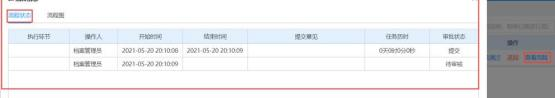 流程状态 流程图
执行环节 操作人 开始时间 结束时间 提交意见 任务历时 审批状态
档案管理员 2021-05-20 20:10:08 2021-05-20 20:10:09 0天0时0分0秒 提交
档案管理员 2021-05-20 20:10:09 待审核
操作
退回 查看流程